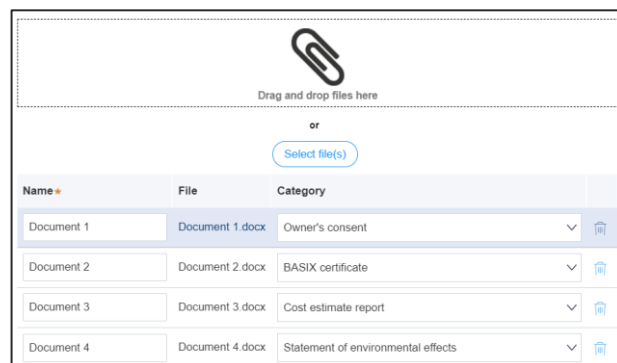 Drag and drop files here
or
Select file(s)
Name* File Category
Document 1 Document 1.docx Owner's consent
Document 2 Document 2.docx BASIX certificate
Document 3 Document 3.docx Cost estimate report
Document 4 Document 4.docx Statement of environmental effects